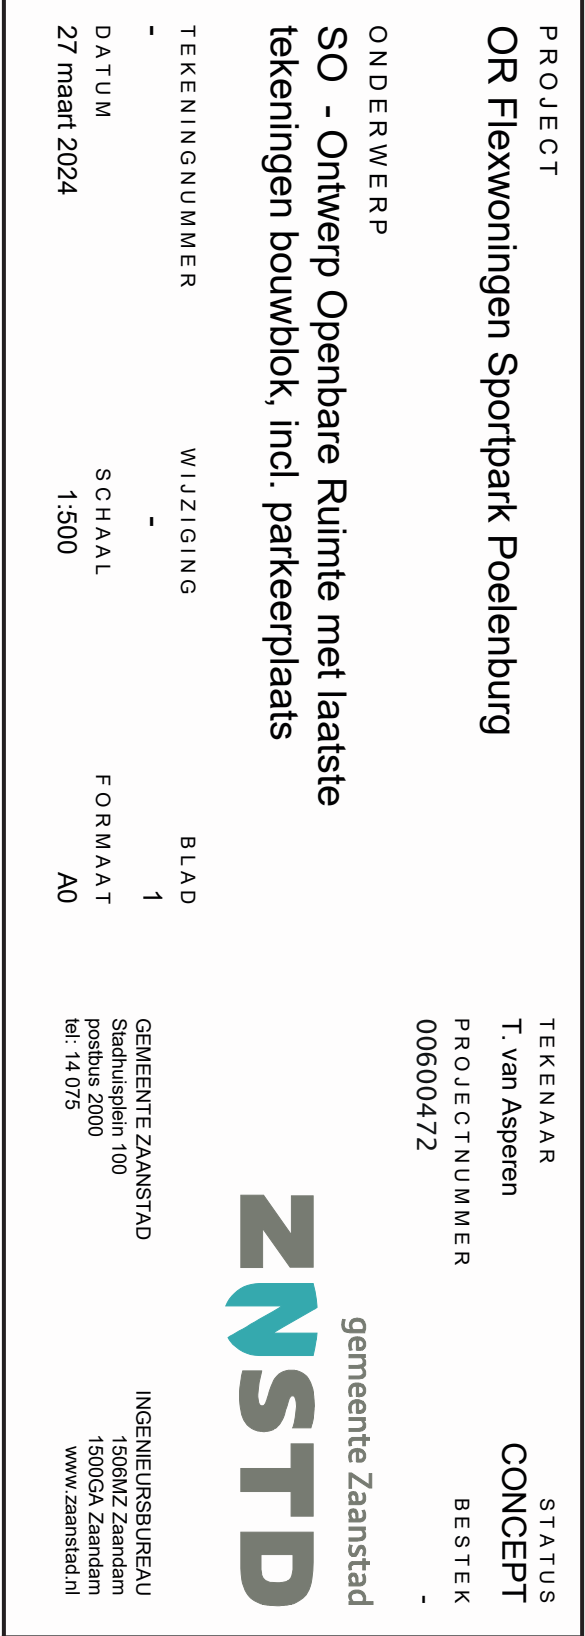 PROJECT
OR Flexwoningen Sportpark Poelenburg
ONDERWERP
SO - Ontwerp Openbare Ruimte met laatste
tekeningen bouwblok, incl. parkeerplaats
TEKENINGNUMMER WIJZIGING BLAD
- - 1
DATUM SCHAAL FORMAAT
27 maart 2024 1:500 A0
TEKENAAR STATUS
T. van Asperen CONCEPT
PROJECTNUMMER BESTEK
00600472 -
gemeente Zaanstad
ZNSTD
GEMEENTE ZAANSTAD INGENIEURSBUREAU
Stadhuisplein 100 1506MZ Zaandam
postbus 2000 1500GA Zaandam
tel: 14 075 www.zaanstad.nl